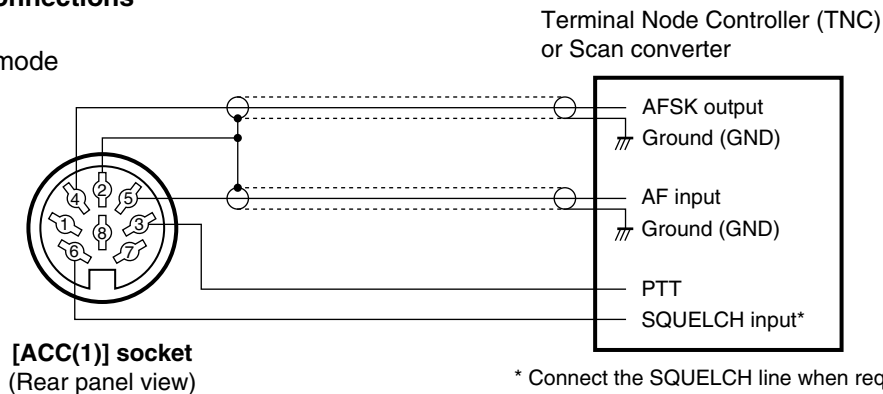 Terminal Node Controller (TNC)
or Scan converter
mode
AFSK output
Ground (GND)
AF input
Ground (GND)
PTT
SQUELCH input*
4
2
5
1
8
3
6
7
[ACC(1)] socket
(Rear panel view)
* Connect the SQUELCH line when